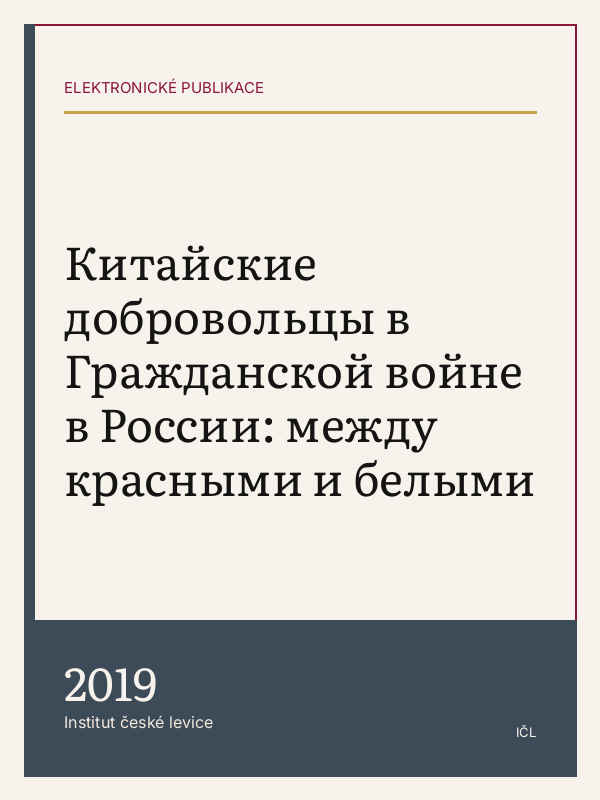 ELEKTRONICKÉ PUBLIKACE
Китайские
добровольцы в
Гражданской войне
в России: между
красными и белыми
2019
Institut české levice
IČL